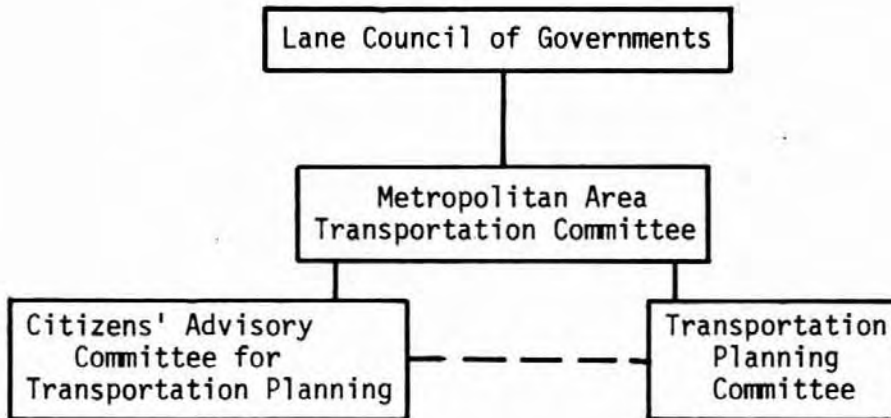 Lane Council of Governments
Metropolitan Area
Transportation Committee
Citizens' Advisory
Committee for
Transportation Planning
Transportation
Planning
Committee